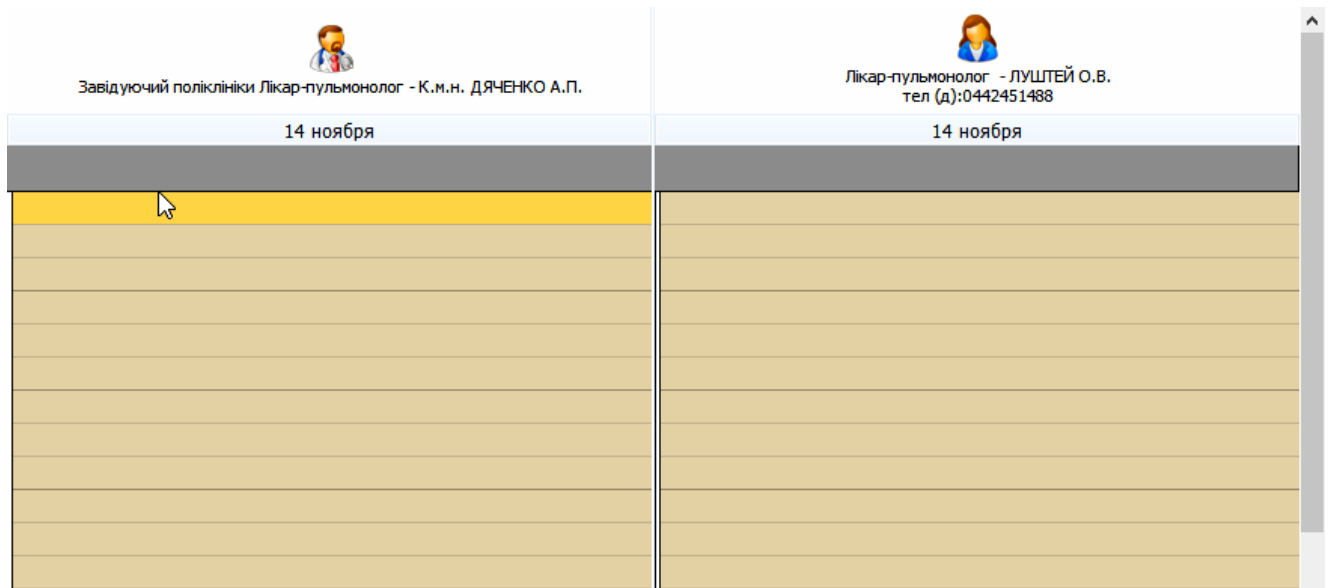 Завідуючий поліклініки Лікар-пульмонолог - К.м.н. ДЯЧЕНКО А.П.
14 ноября
Лікар-пульмонолог - ЛУШТЕЙ О.В.
тел (д):0442451488
14 ноября